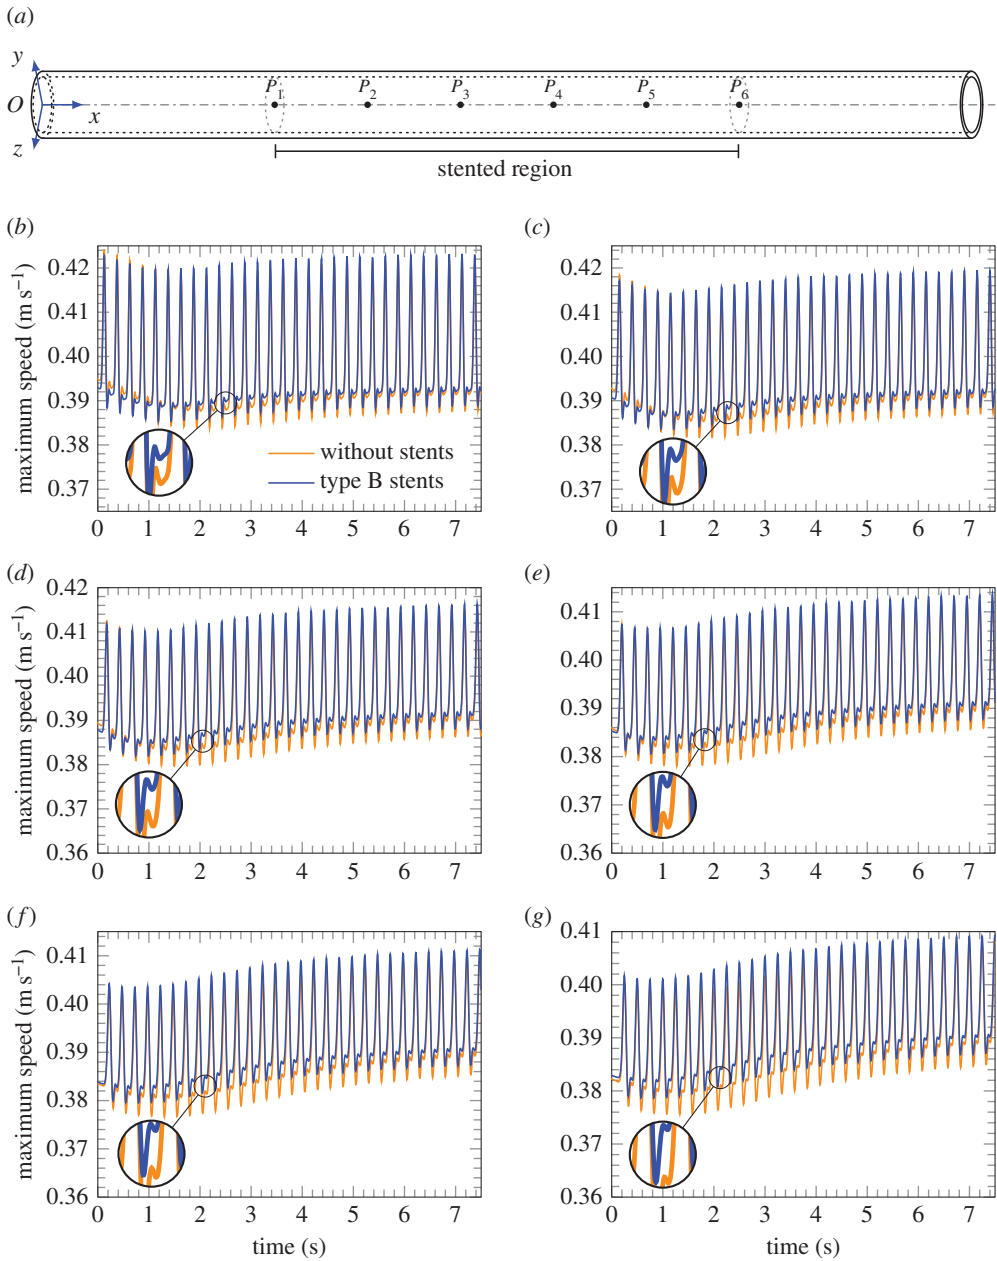 (a)
y
O
x
z
P1 P2 P3 P4 P5 P6
stented region
(b)
maximum speed (m s−1)
0.42
0.41
0.40
0.39
0.38
0.37
without stents
type B stents
0 1 2 3 4 5 6 7
(c)
0.42
0.41
0.40
0.39
0.38
0.37
0 1 2 3 4 5 6 7
(d)
maximum speed (m s−1)
0.42
0.41
0.40
0.39
0.38
0.37
0.36
0 1 2 3 4 5 6 7
(e)
0.41
0.40
0.39
0.38
0.37
0.36
0 1 2 3 4 5 6 7
(f)
maximum speed (m s−1)
0.41
0.40
0.39
0.38
0.37
0.36
0 1 2 3 4 5 6 7
time (s)
(g)
0.41
0.40
0.39
0.38
0.37
0.36
0 1 2 3 4 5 6 7
time (s)